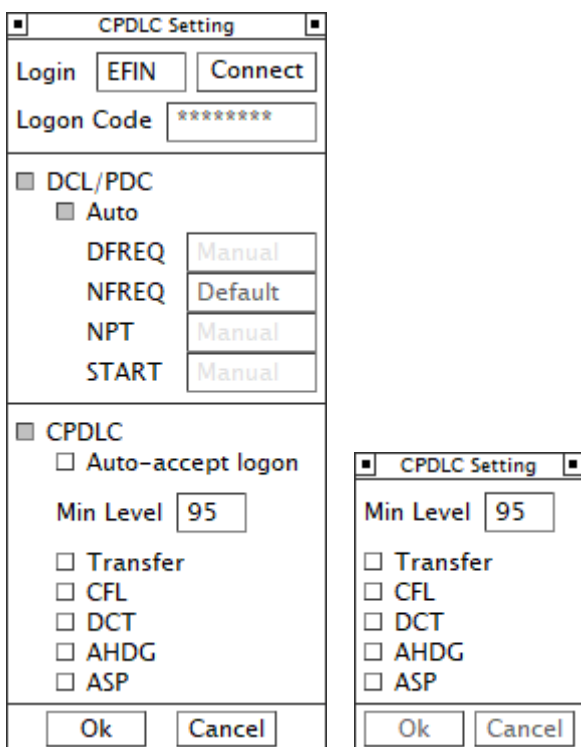 CPDLC Setting
Login EFIN Connect
Logon Code ********
DCL/PDC
Auto
DFREQ Manual
NFREQ Default
NPT Manual
START Manual
CPDLC
Auto-accept logon
Min Level 95
Transfer
CFL
DCT
AHDG
ASP
Ok Cancel
CPDLC Setting
Min Level 95
Transfer
CFL
DCT
AHDG
ASP
Ok Cancel